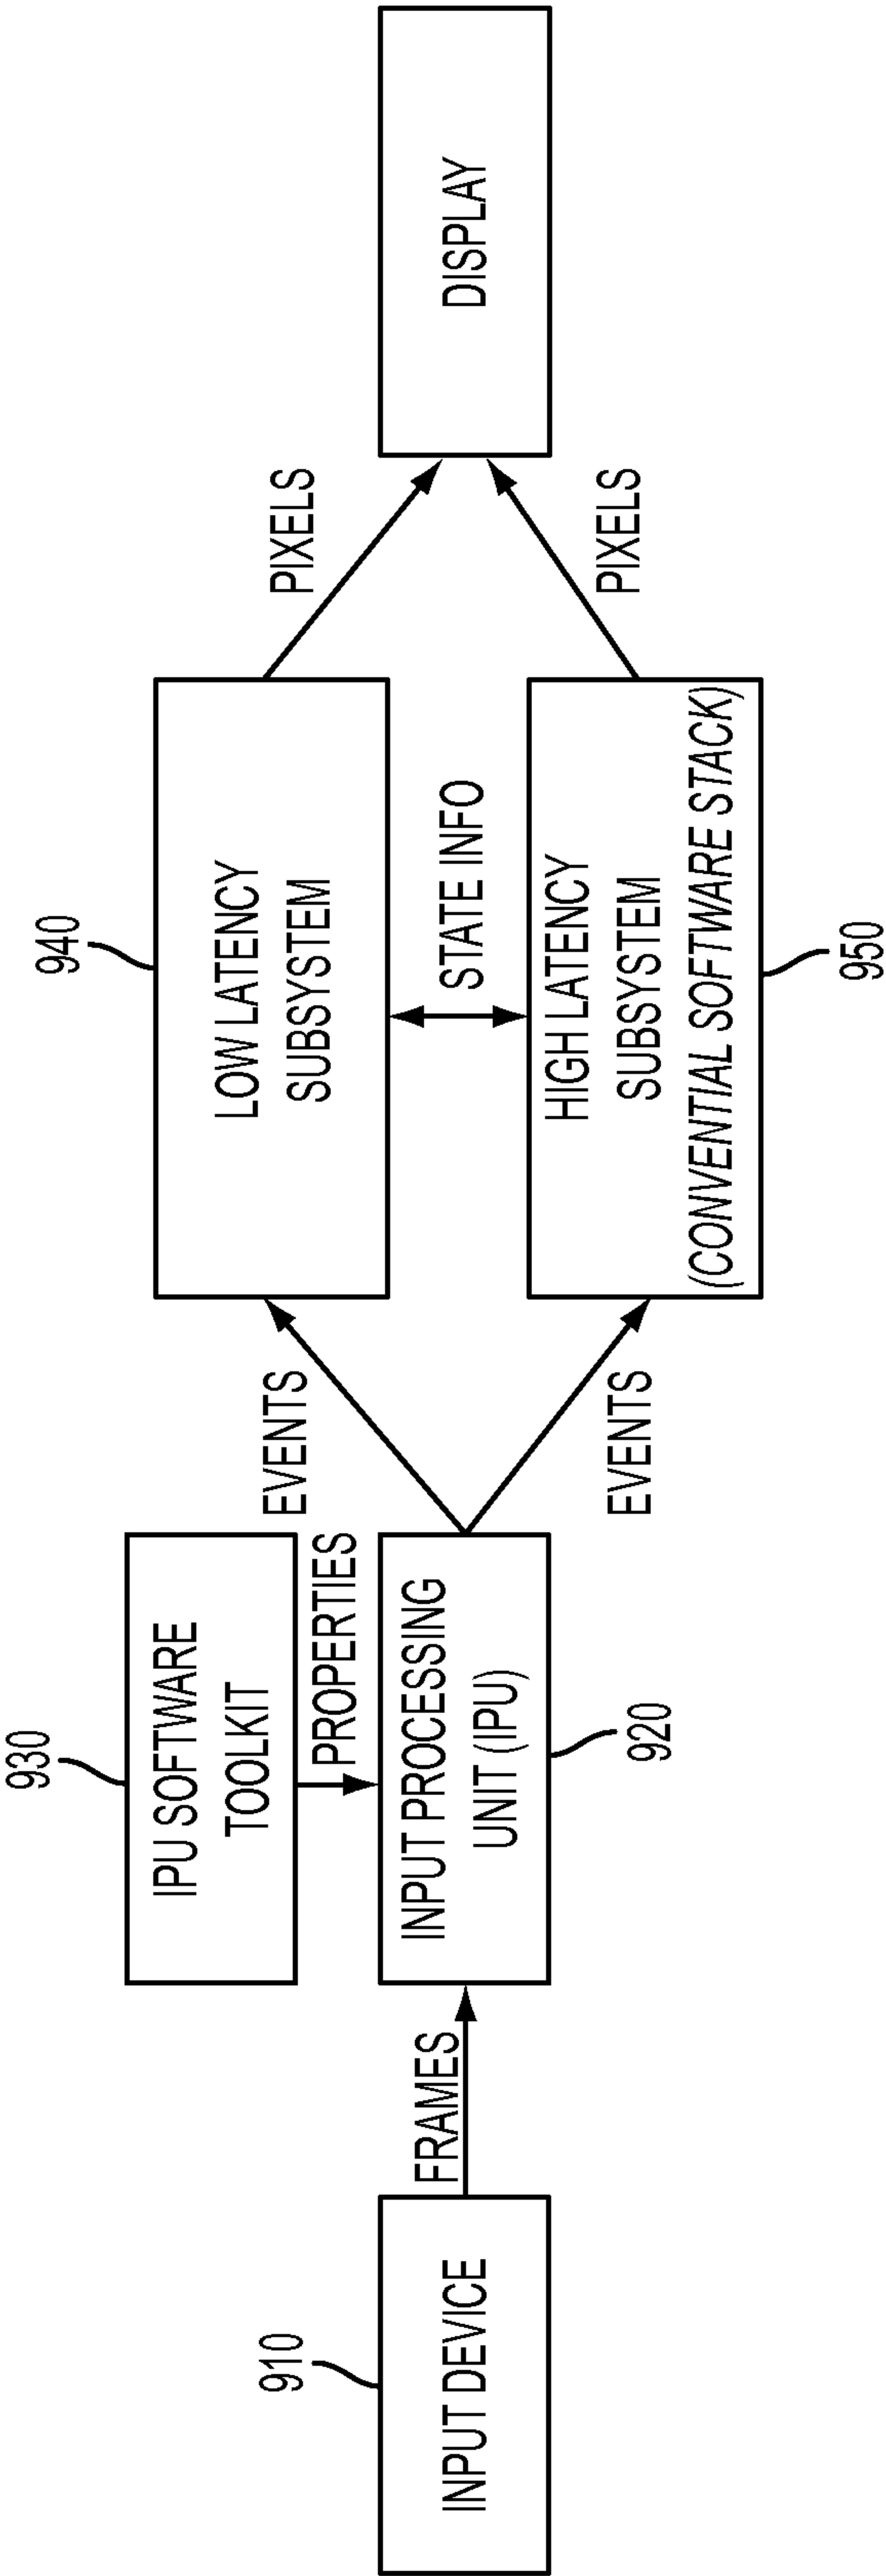 910
INPUT DEVICE
FRAMES
930
IPU SOFTWARE
TOOLKIT
PROPERTIES
INPUT PROCESSING
UNIT (IPU)
920
EVENTS
EVENTS
940
LOW LATENCY
SUBSYSTEM
STATE INFO
HIGH LATENCY
SUBSYSTEM
(CONVENTIAL SOFTWARE STACK)
950
PIXELS
PIXELS
DISPLAY